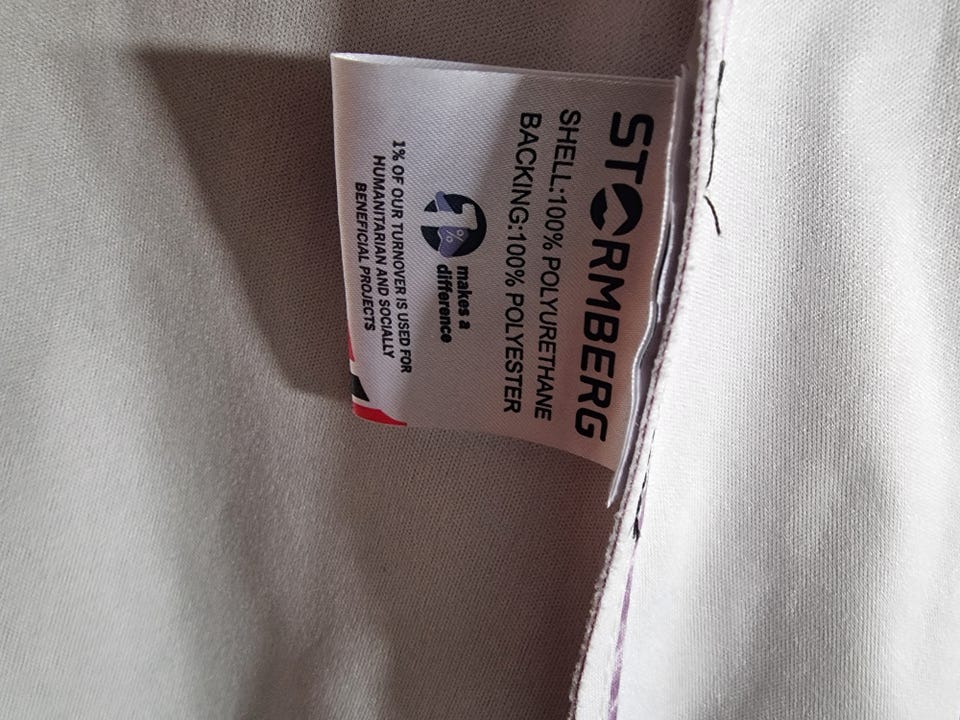 STORMBERG
SHELL:100% POLYURETHANE
BACKING:100% POLYESTER
1%
makes a
difference
1% OF OUR TURNOVER IS USED FOR
HUMANITARIAN AND SOCIALLY
BENEFICIAL PROJECTS